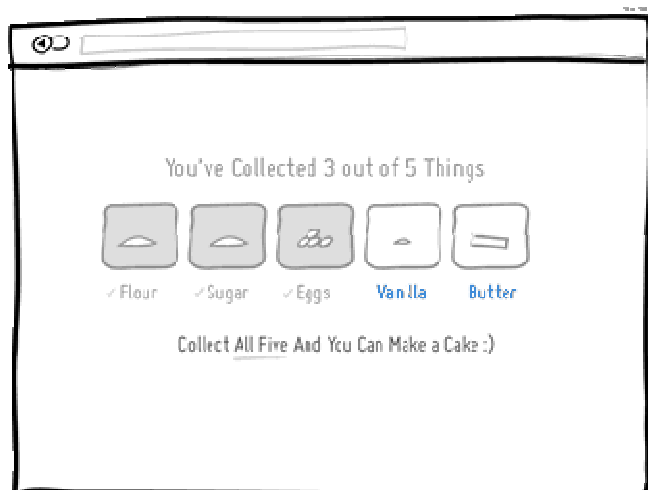 You've Collected 3 out of 5 Things
✓ Flour ✓ Sugar ✓ Eggs Vanilla Butter
Collect All Five And You Can Make a Cake :)